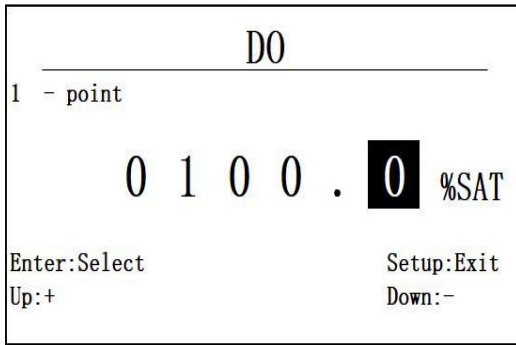 DO
1 - point
0 1 0 0 . 0 %SAT
Enter:Select Setup:Exit
Up:+ Down:-